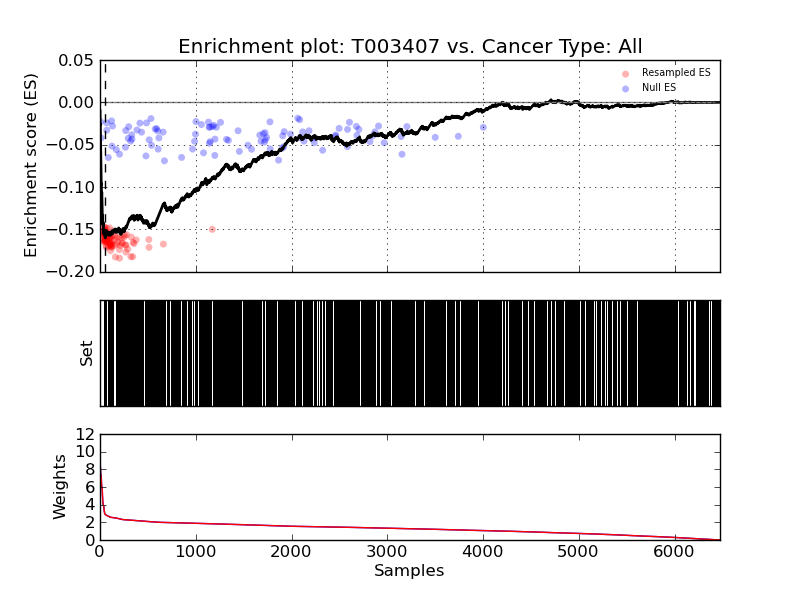 Enrichment plot: T003407 vs. Cancer Type: All
Enrichment score (ES)
0.05
0.00
−0.05
−0.10
−0.15
−0.20
Resampled ES
Null ES
Set
Weights
12
10
8
6
4
2
0
0 1000 2000 3000 4000 5000 6000
Samples